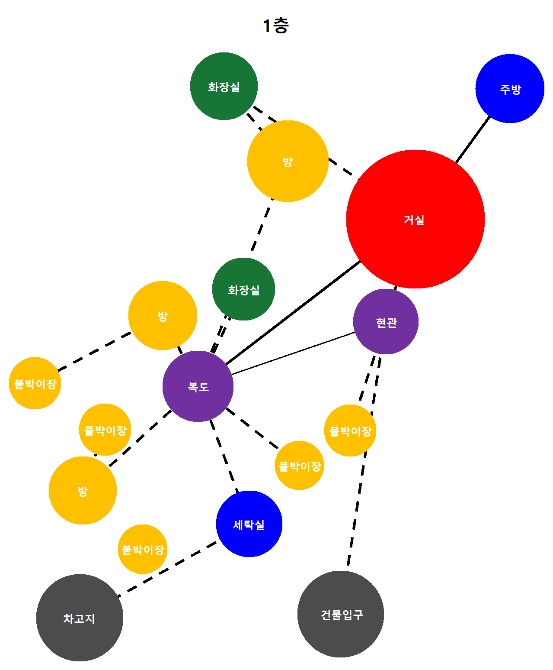 1층
화장실
주방
방
거실
화장실
방
현관
복도
붙박이장
붙박이장
붙박이장
붙박이장
방
세탁실
붙박이장
차고지
건물입구